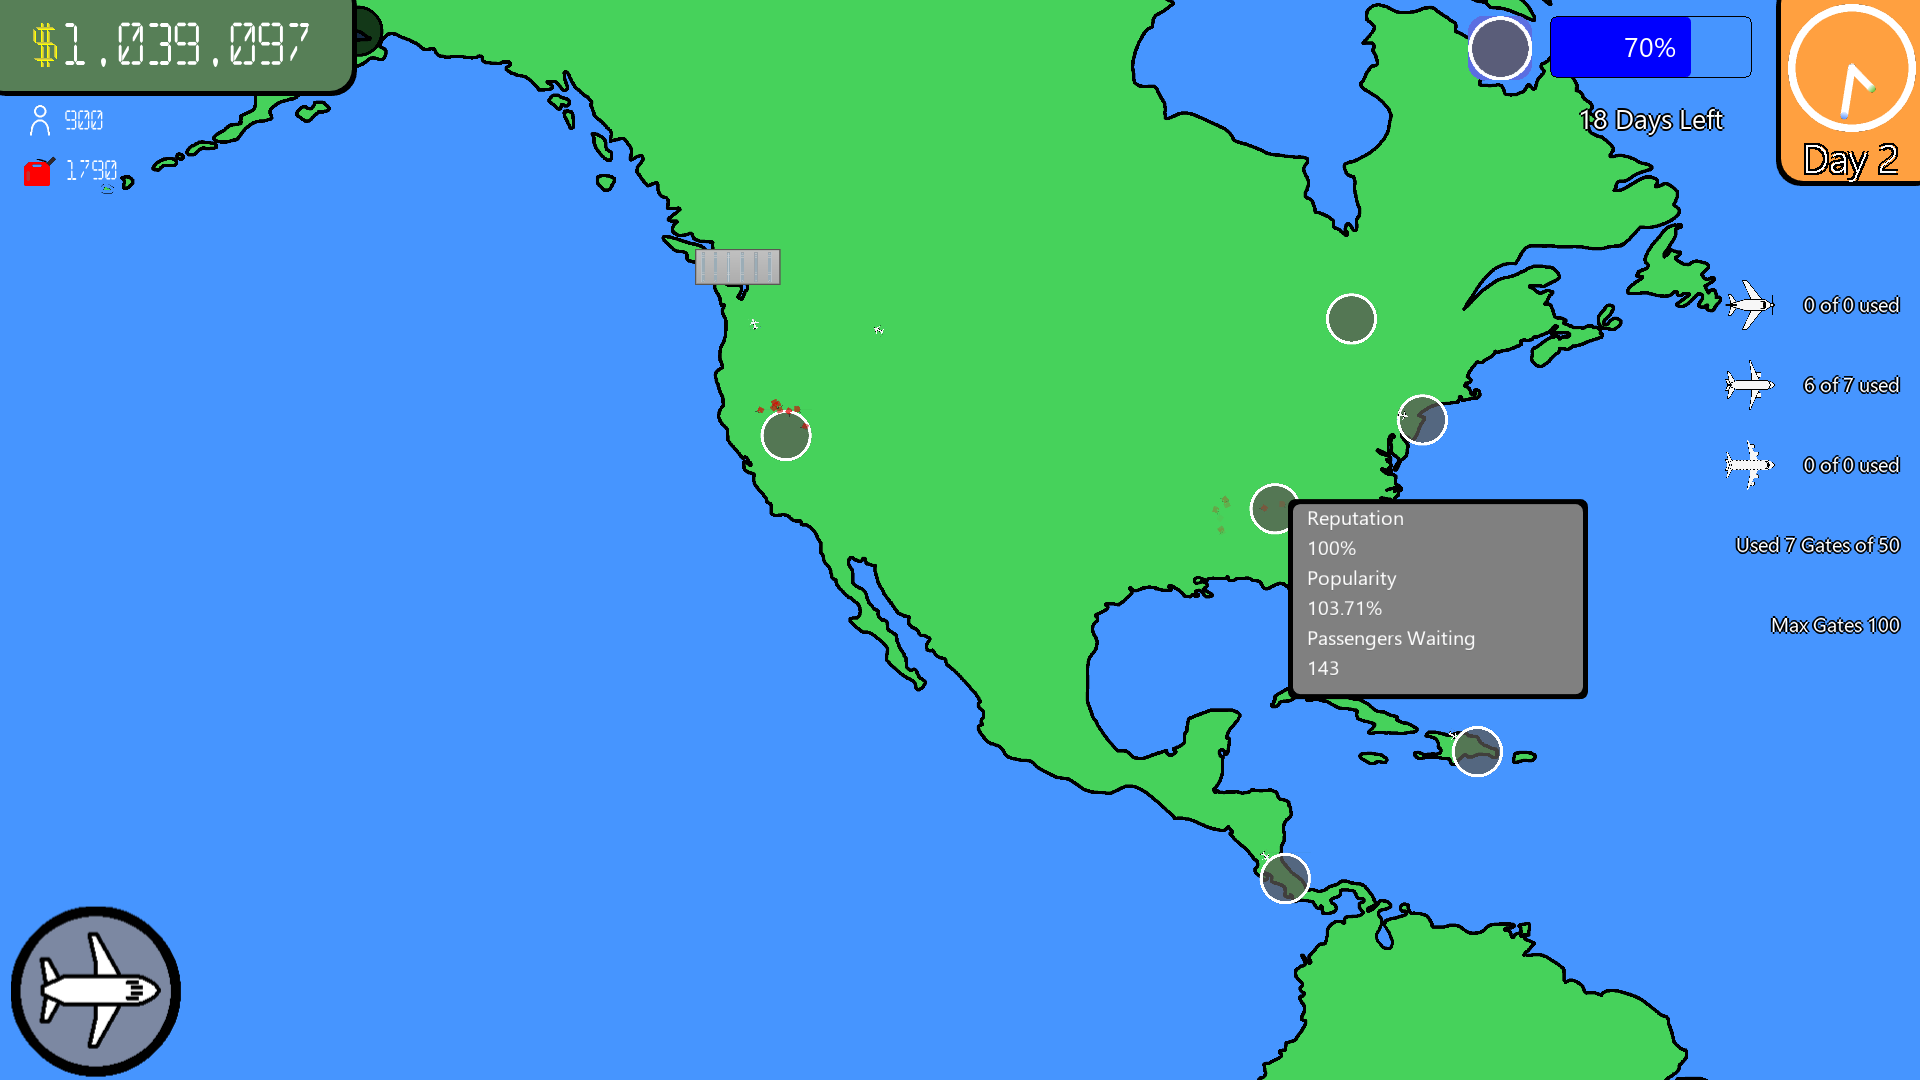 $1.039.097
900
1790
70%
18 Days Left
Day 2
0 of 0 used
6 of 7 used
0 of 0 used
Used 7 Gates of 50
Max Gates 100
Reputation
100%
Popularity
103.71%
Passengers Waiting
143